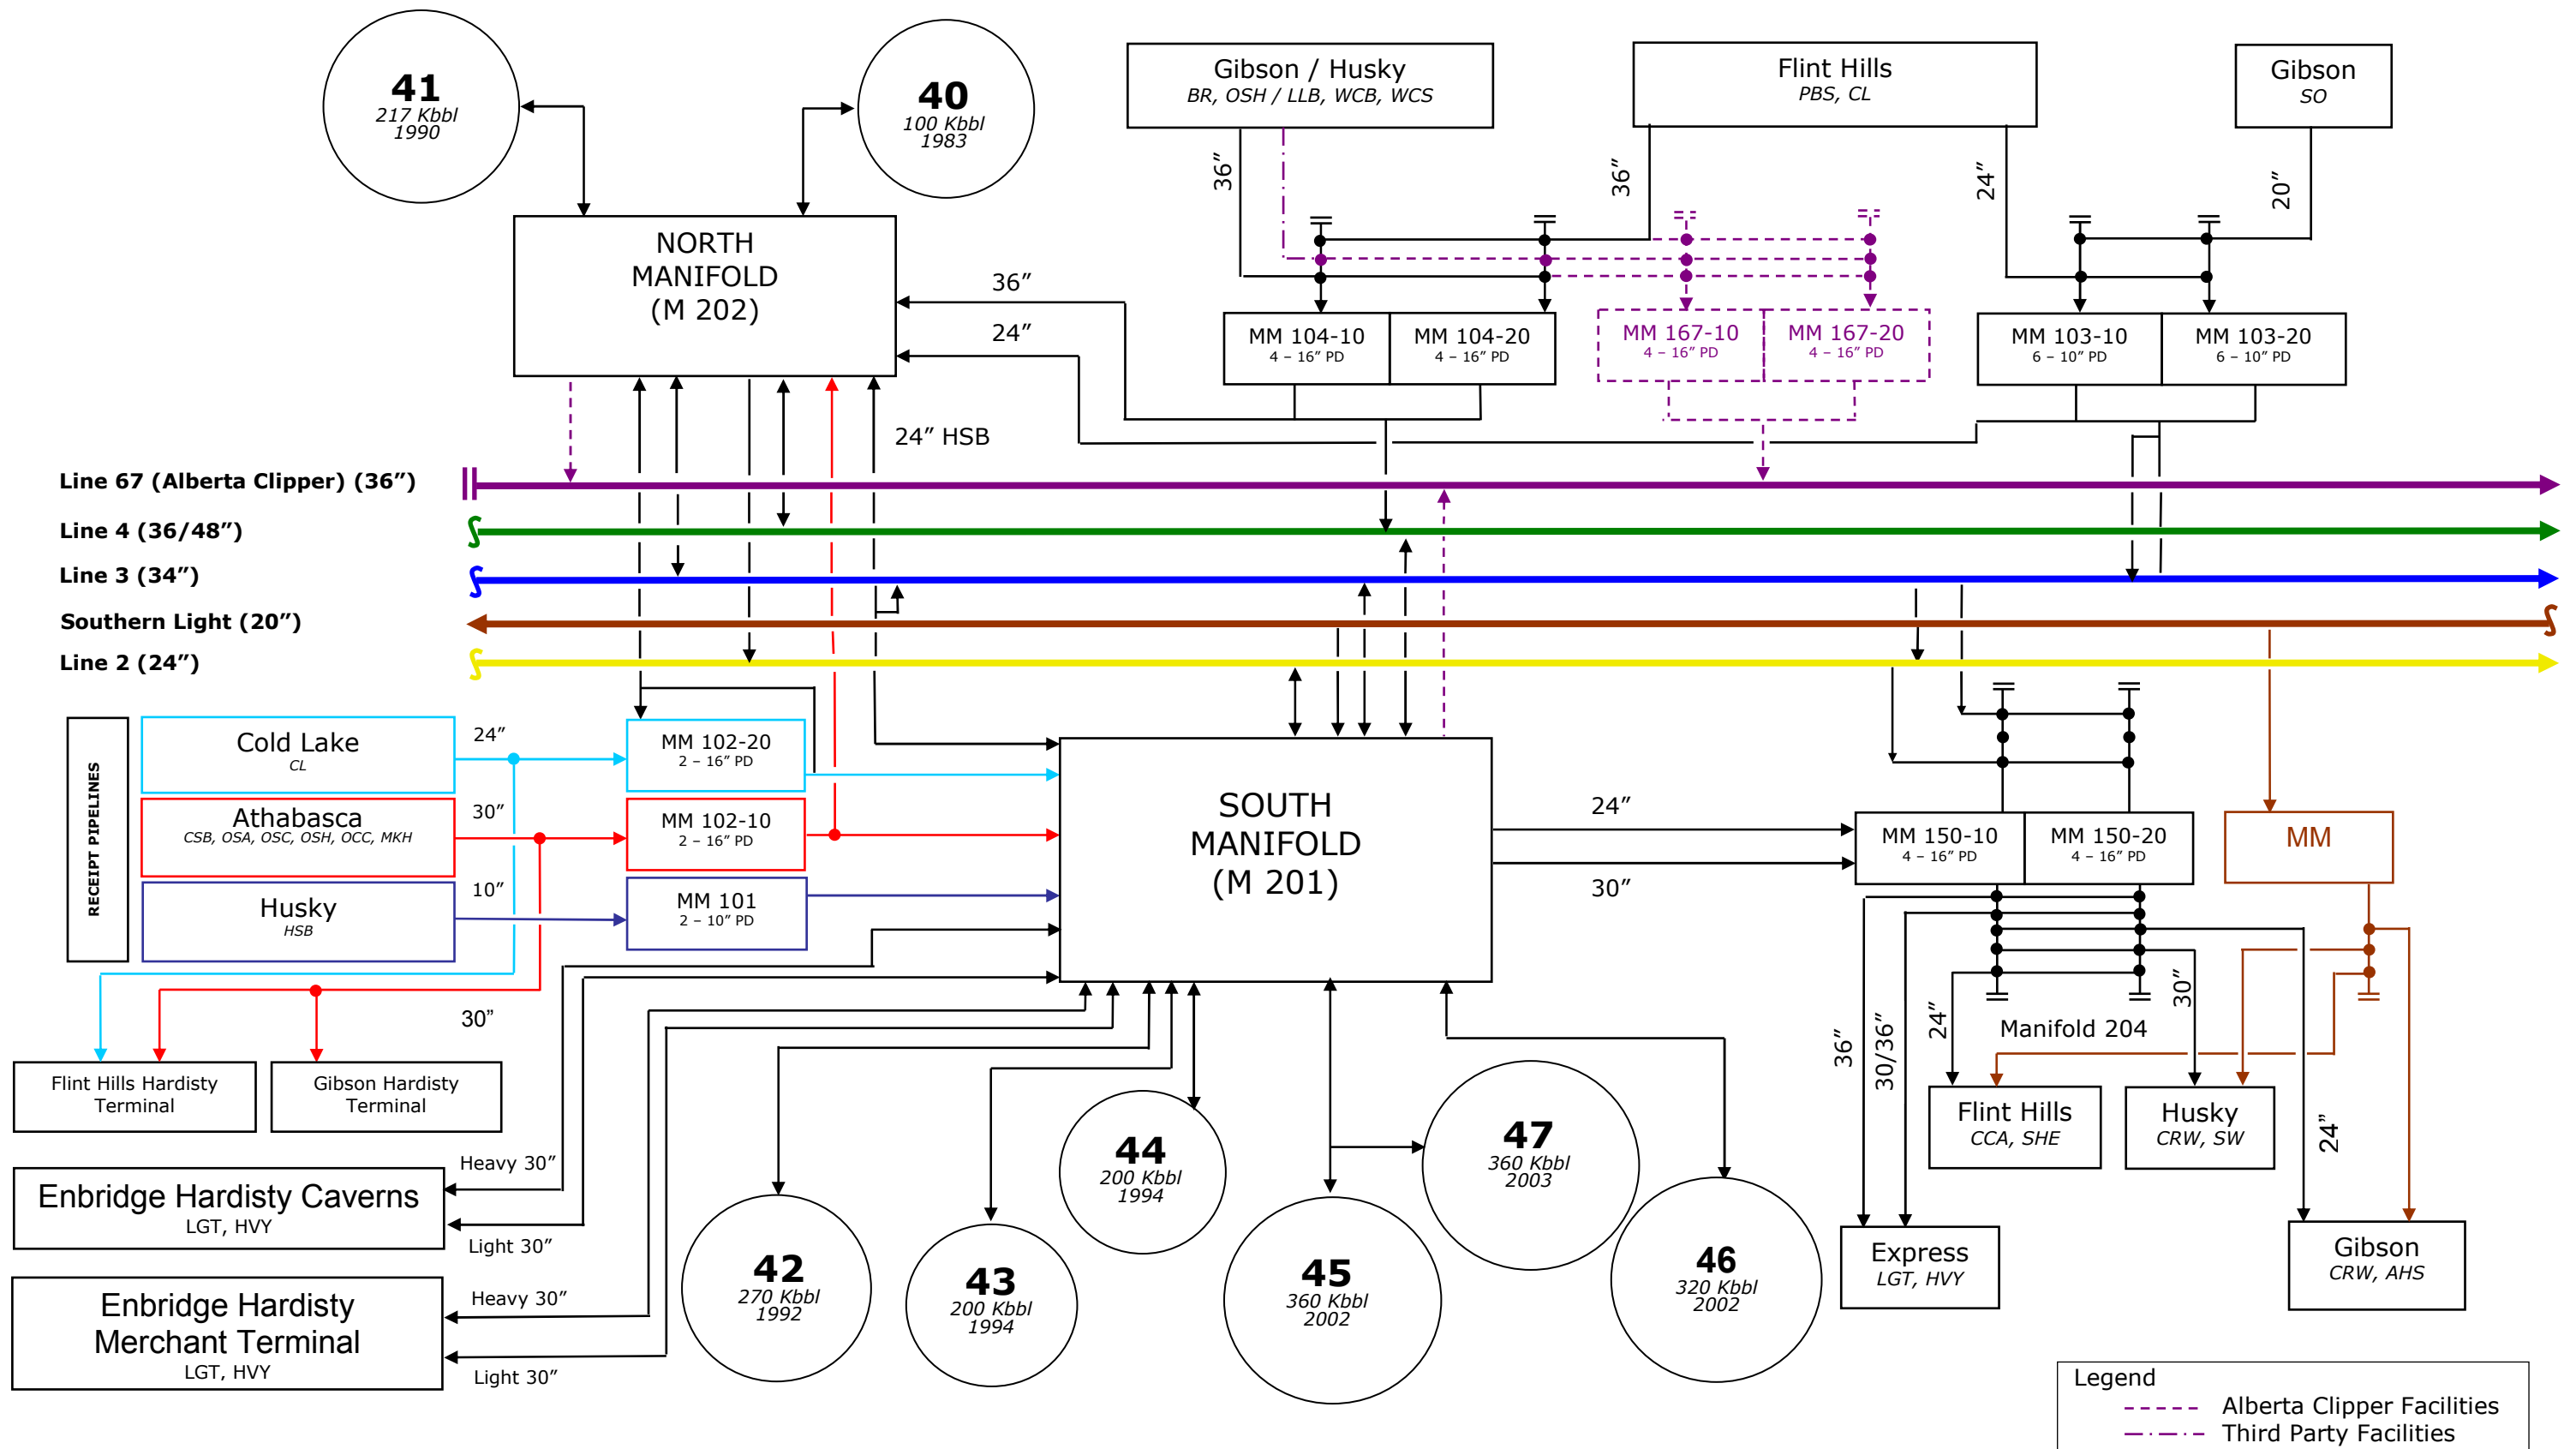 41
217 Kbbl
1990
40
100 Kbbl
1983
Gibson / Husky
BR, OSH / LLB, WCB, WCS
Flint Hills
PBS, CL
Gibson
SO
36”
36”
24”
20”
NORTH
MANIFOLD
(M 202)
36”
24”
24” HSB
MM 104-10
4 – 16” PD
MM 104-20
4 – 16” PD
MM 167-10
4 – 16” PD
MM 167-20
4 – 16” PD
MM 103-10
6 – 10” PD
MM 103-20
6 – 10” PD
Line 67 (Alberta Clipper) (36”)
Line 4 (36/48”)
Line 3 (34”)
Southern Light (20”)
Line 2 (24”)
RECEIPT PIPELINES
Cold Lake
CL
24”
MM 102-20
2 – 16” PD
Athabasca
CSB, OSA, OSC, OSH, OCC, MKH
30”
MM 102-10
2 – 16” PD
Husky
HSB
10”
MM 101
2 – 10” PD
SOUTH
MANIFOLD
(M 201)
24”
30”
MM 150-10
4 – 16” PD
MM 150-20
4 – 16” PD
MM
30”
Flint Hills Hardisty
Terminal
Gibson Hardisty
Terminal
36”
30/36”
24”
30”
Manifold 204
24”
Flint Hills
CCA, SHE
Husky
CRW, SW
Enbridge Hardisty Caverns
LGT, HVY
Heavy 30”
Light 30”
Enbridge Hardisty
Merchant Terminal
LGT, HVY
Heavy 30”
Light 30”
42
270 Kbbl
1992
43
200 Kbbl
1994
44
200 Kbbl
1994
45
360 Kbbl
2002
47
360 Kbbl
2003
46
320 Kbbl
2002
Express
LGT, HVY
Gibson
CRW, AHS
Legend
Alberta Clipper Facilities
Third Party Facilities